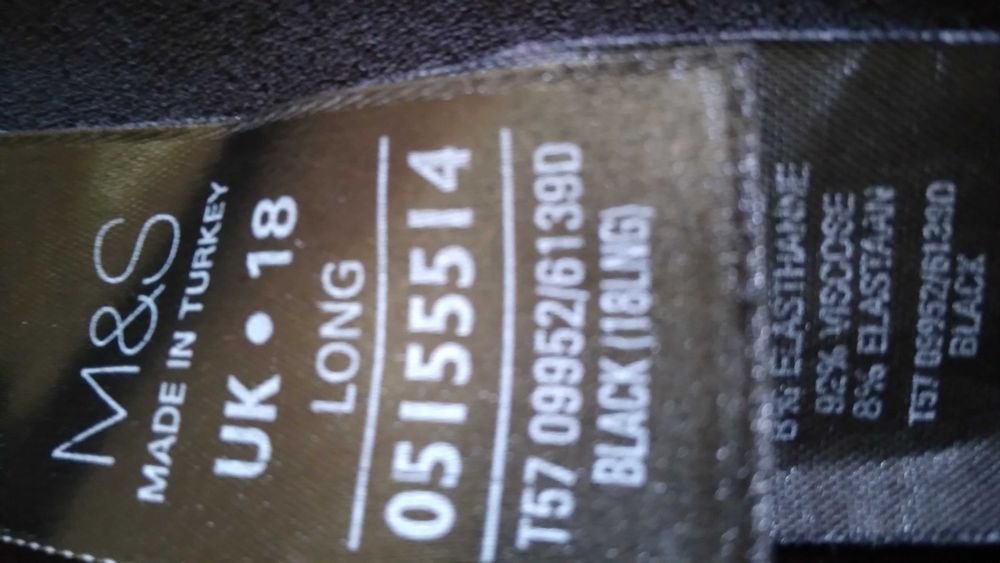 M&S
MADE IN TURKEY
UK • 18
LONG
05155514
T57 09952/6139D
BLACK (18LNG)
8% ELASTHANNE
92% VISCOSE
8% ELASTAAN
T57 09952/6139D
BLACK